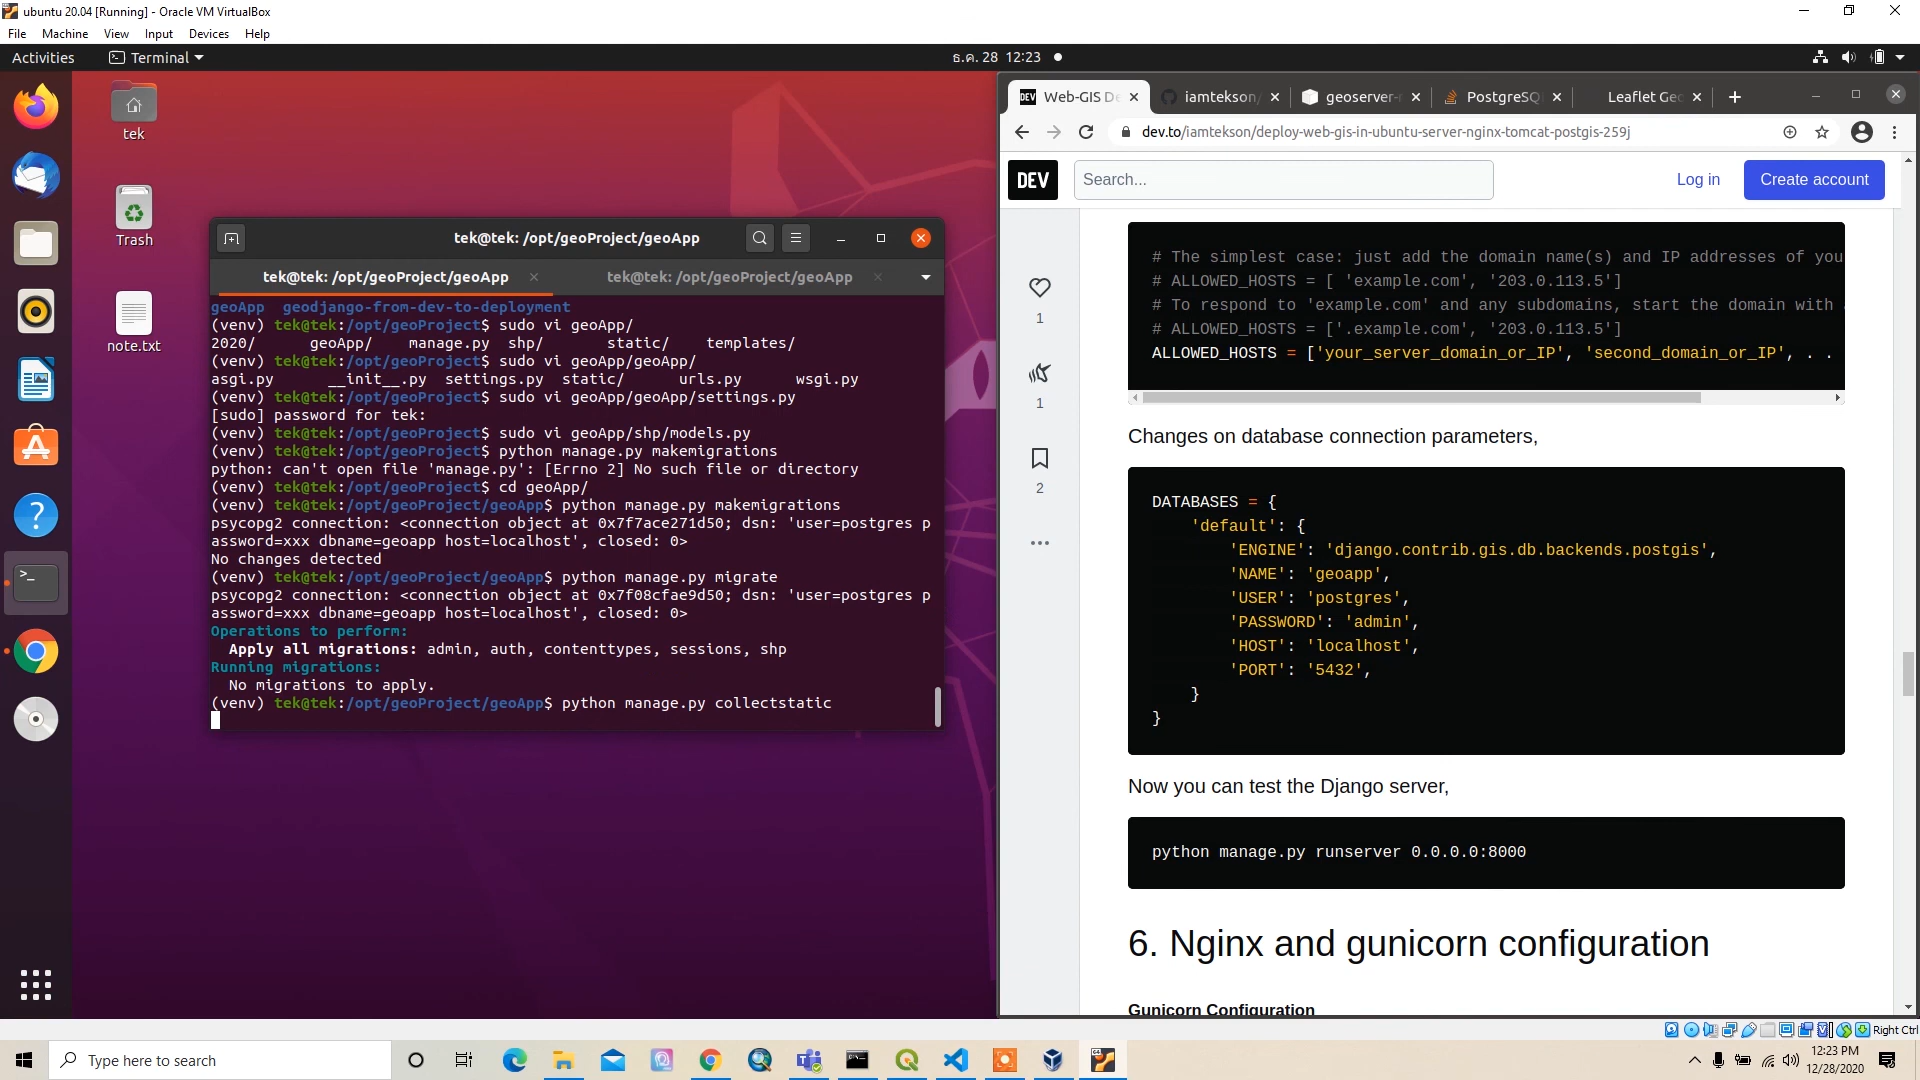 ubuntu 20.04 [Running] - Oracle VM VirtualBox
File Machine View Input Devices Help
Activities Terminal ธ.ค. 28 12:23
tek
Trash
note.txt
tek@tek: /opt/geoProject/geoApp
tek@tek: /opt/geoProject/geoApp tek@tek: /opt/geoProject/geoApp
geoApp geodjango-from-dev-to-deployment
(venv) tek@tek:/opt/geoProject$ sudo vi geoApp/
2020/ geoApp/ manage.py shp/ static/ templates/
(venv) tek@tek:/opt/geoProject$ sudo vi geoApp/geoApp/
asgi.py __init__.py settings.py static/ urls.py wsgi.py
(venv) tek@tek:/opt/geoProject$ sudo vi geoApp/geoApp/settings.py
[sudo] password for tek:
(venv) tek@tek:/opt/geoProject$ sudo vi geoApp/shp/models.py
(venv) tek@tek:/opt/geoProject$ python manage.py makemigrations
python: can't open file 'manage.py': [Errno 2] No such file or directory
(venv) tek@tek:/opt/geoProject$ cd geoApp/
(venv) tek@tek:/opt/geoProject/geoApp$ python manage.py makemigrations
psycopg2 connection: <connection object at 0x7f7ace271d50; dsn: 'user=postgres p
assword=xxx dbname=geoapp host=localhost', closed: 0>
No changes detected
(venv) tek@tek:/opt/geoProject/geoApp$ python manage.py migrate
psycopg2 connection: <connection object at 0x7f08cfae9d50; dsn: 'user=postgres p
assword=xxx dbname=geoapp host=localhost', closed: 0>
Operations to perform:
Apply all migrations: admin, auth, contenttypes, sessions, shp
Running migrations:
No migrations to apply.
(venv) tek@tek:/opt/geoProject/geoApp$ python manage.py collectstatic
DEV Web-GIS De iamtekson/ geoserver- PostgreSQ Leaflet Geo
dev.to/iamtekson/deploy-web-gis-in-ubuntu-server-nginx-tomcat-postgis-259j
DEV Search... Log in Create account
1
1
2
# The simplest case: just add the domain name(s) and IP addresses of you
# ALLOWED_HOSTS = [ 'example.com', '203.0.113.5']
# To respond to 'example.com' and any subdomains, start the domain with
# ALLOWED_HOSTS = ['.example.com', '203.0.113.5']
ALLOWED_HOSTS = ['your_server_domain_or_IP', 'second_domain_or_IP', . .
Changes on database connection parameters,
DATABASES = {
'default': {
'ENGINE': 'django.contrib.gis.db.backends.postgis',
'NAME': 'geoapp',
'USER': 'postgres',
'PASSWORD': 'admin',
'HOST': 'localhost',
'PORT': '5432',
}
}
Now you can test the Django server,
python manage.py runserver 0.0.0.0:8000
6. Nginx and gunicorn configuration
Gunicorn Configuration
Right Ctrl
Type here to search
12:23 PM
12/28/2020